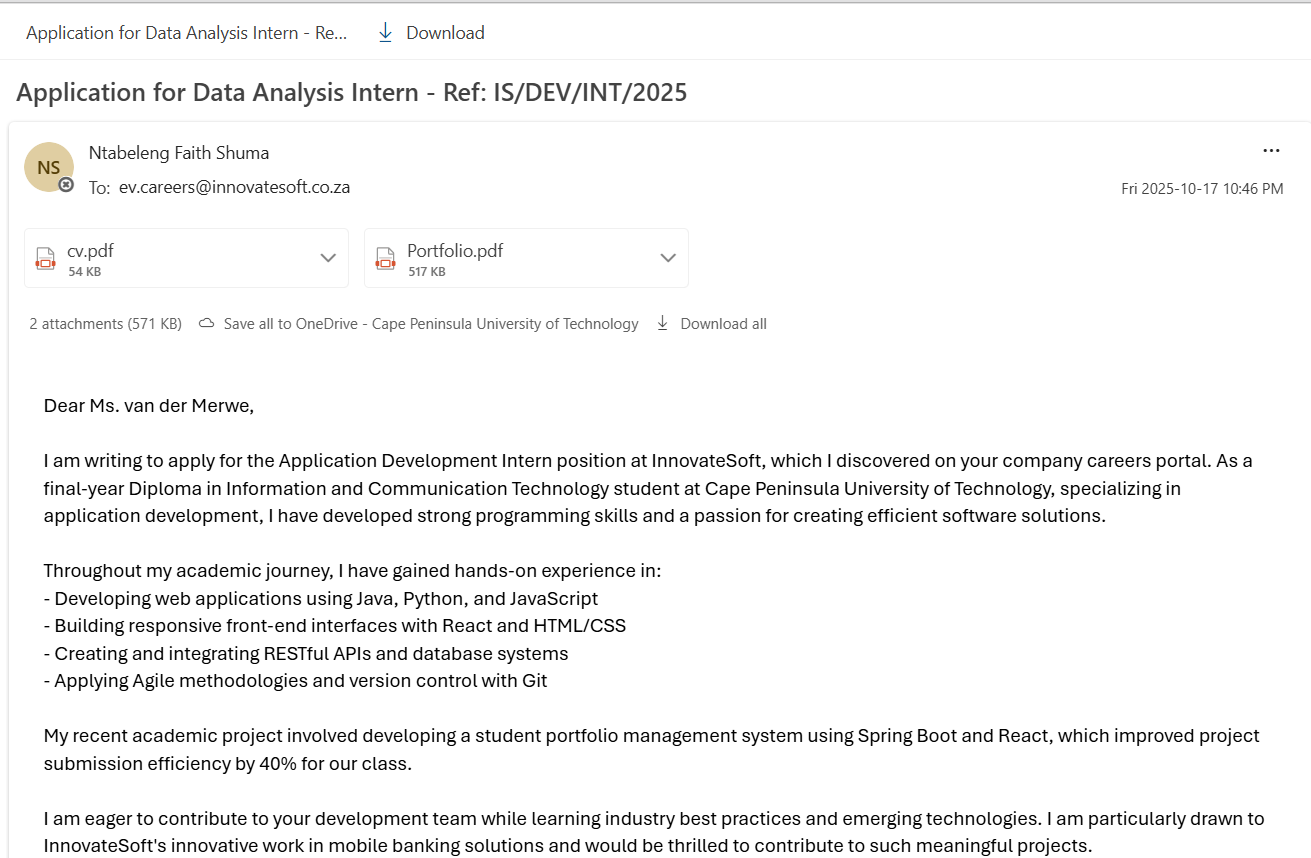 Application for Data Analysis Intern - Re... Download
Application for Data Analysis Intern - Ref: IS/DEV/INT/2025
NS
Ntabeleng Faith Shuma
To: ev.careers@innovatesoft.co.za
Fri 2025-10-17 10:46 PM
cv.pdf
54 KB
Portfolio.pdf
517 KB
2 attachments (571 KB) Save all to OneDrive - Cape Peninsula University of Technology Download all
Dear Ms. van der Merwe,
I am writing to apply for the Application Development Intern position at InnovateSoft, which I discovered on your company careers portal. As a
final-year Diploma in Information and Communication Technology student at Cape Peninsula University of Technology, specializing in
application development, I have developed strong programming skills and a passion for creating efficient software solutions.
Throughout my academic journey, I have gained hands-on experience in:
- Developing web applications using Java, Python, and JavaScript
- Building responsive front-end interfaces with React and HTML/CSS
- Creating and integrating RESTful APIs and database systems
- Applying Agile methodologies and version control with Git
My recent academic project involved developing a student portfolio management system using Spring Boot and React, which improved project
submission efficiency by 40% for our class.
I am eager to contribute to your development team while learning industry best practices and emerging technologies. I am particularly drawn to
InnovateSoft's innovative work in mobile banking solutions and would be thrilled to contribute to such meaningful projects.